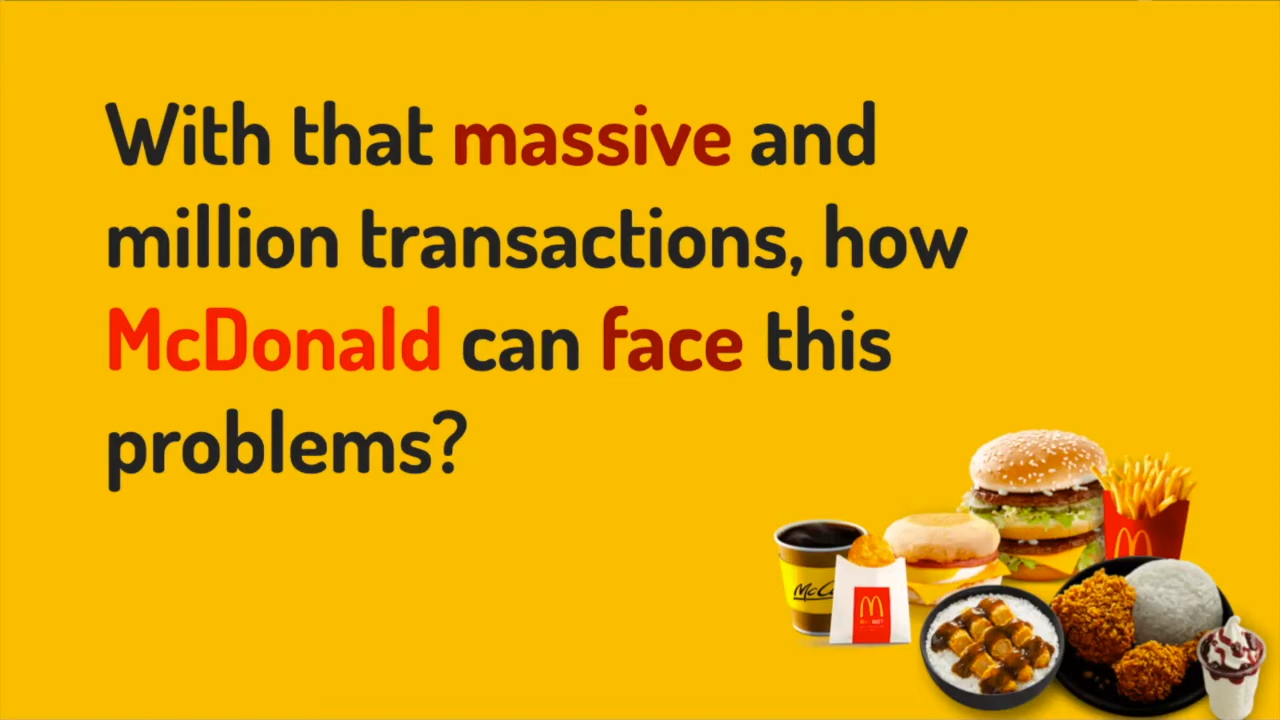 With that massive and
million transactions, how
McDonald can face this
problems?